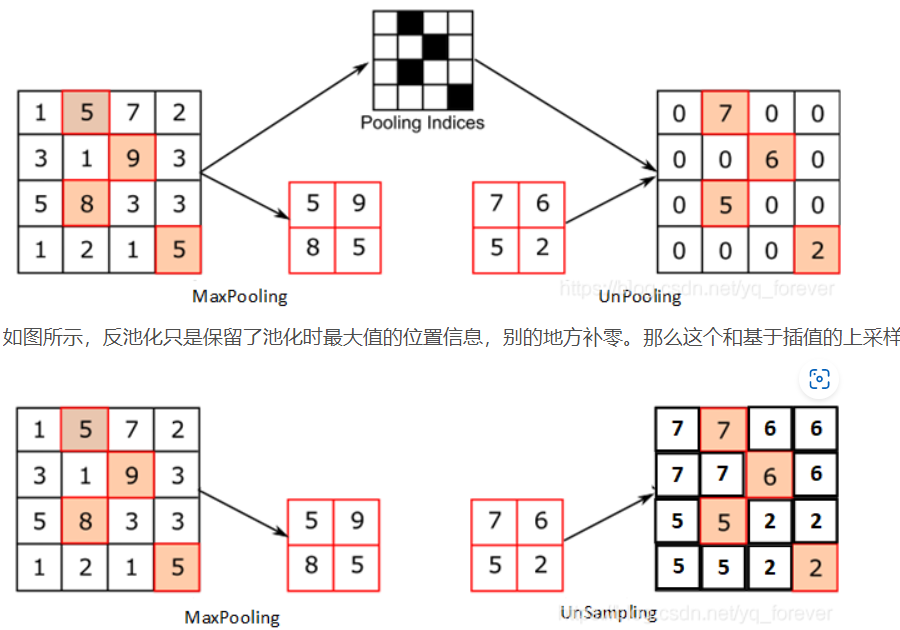 Pooling Indices
1 5 7 2
3 1 9 3
5 8 3 3
1 2 1 5
5 9
8 5
7 6
5 2
0 7 0 0
0 0 6 0
0 5 0 0
0 0 0 2
https://blog.csdn.net/yq_forever
MaxPooling
UnPooling
如图所示，反池化只是保留了池化时最大值的位置信息，别的地方补零。那么这个和基于插值的上采样
1 5 7 2
3 1 9 3
5 8 3 3
1 2 1 5
5 9
8 5
7 6
5 2
7 7 6 6
7 7 6 6
5 5 2 2
5 5 2 2
MaxPooling
UnSampling
blog.csdn.net/yq_forever